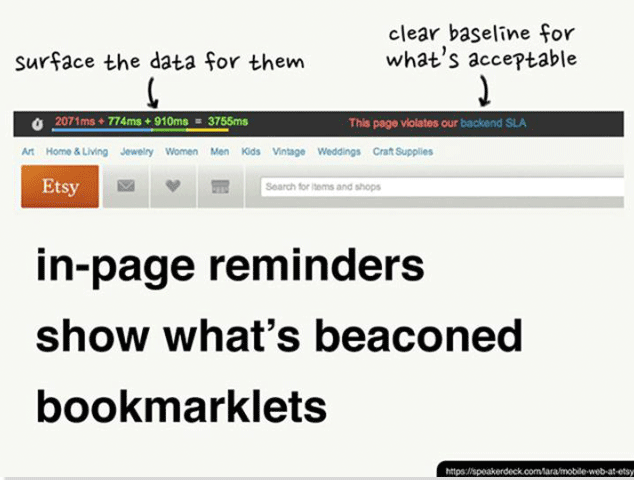 surface the data for them
clear baseline for
what's acceptable
2071ms + 774ms + 910ms = 3755ms
This page violates our backend SLA
Art Home & Living Jewelry Women Men Kids Vintage Weddings Craft Supplies
Etsy
Search for items and shops
in-page reminders
show what's beaconed
bookmarklets
https://speakerdeck.com/lara/mobile-web-at-etsy